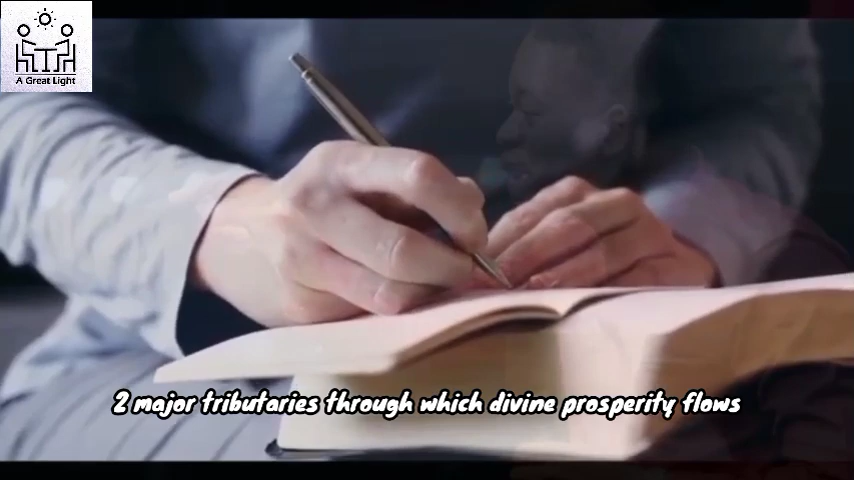 A Great Light
2 major tributaries through which divine prosperity flows